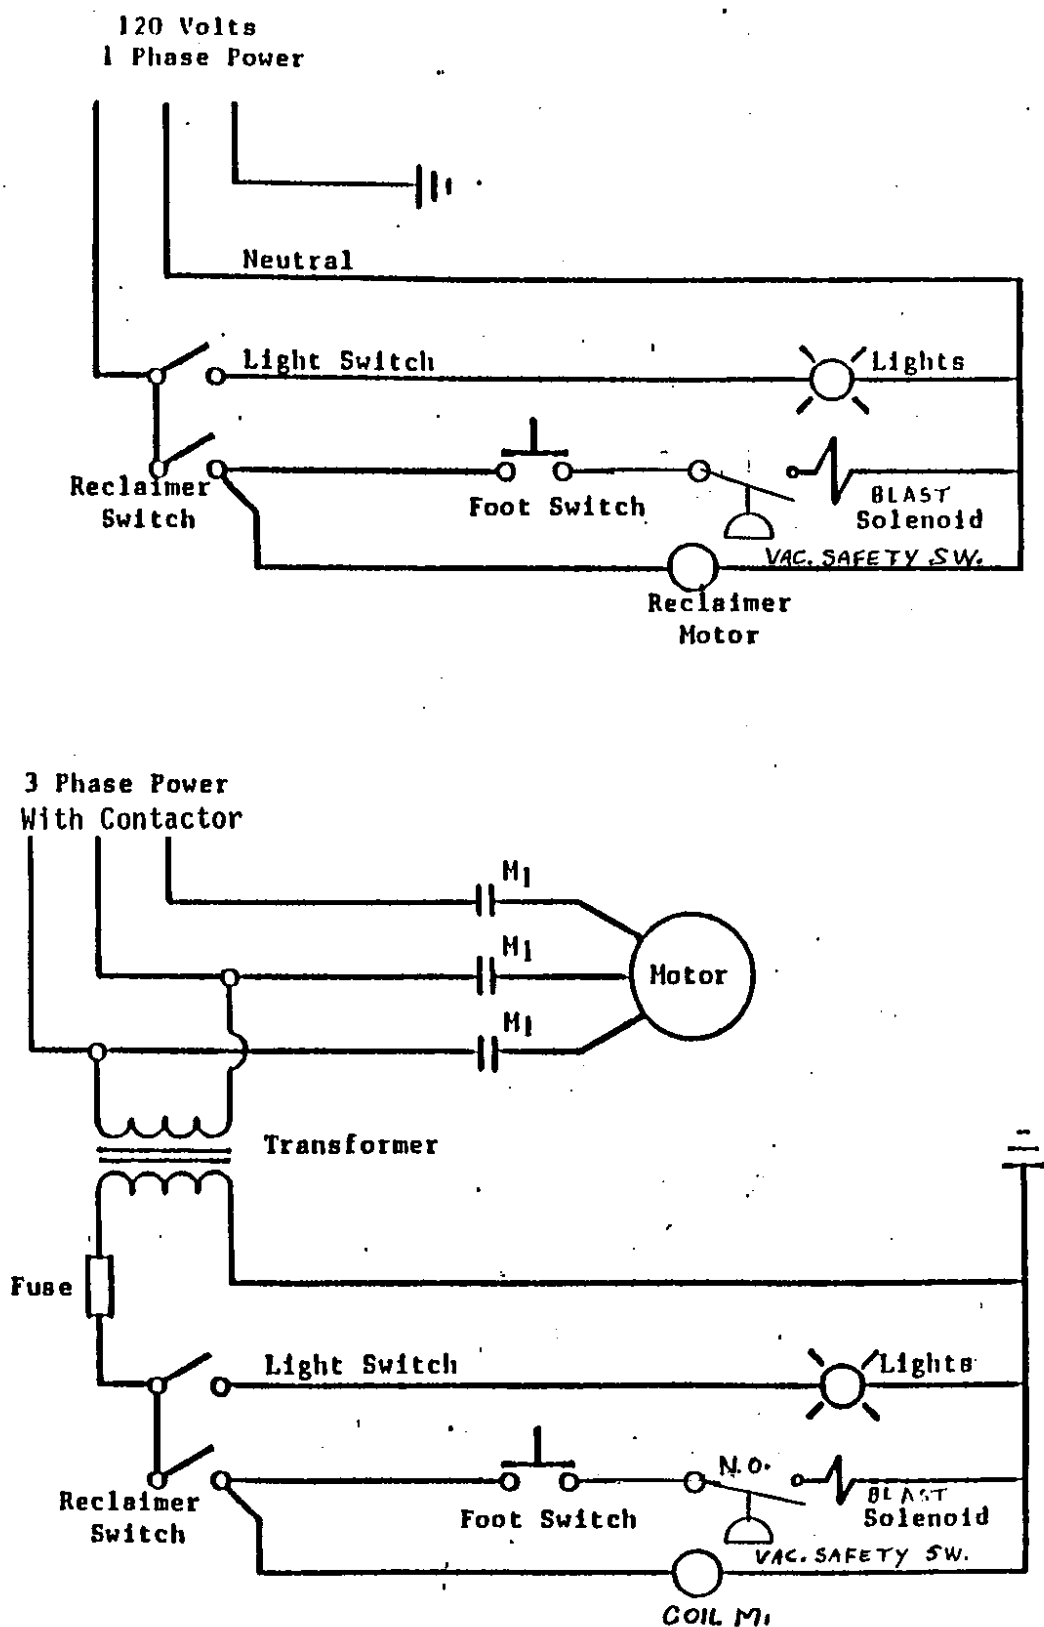 120 Volts
1 Phase Power
Neutral
Light Switch
Lights
Reclaimer
Switch
Foot Switch
BLAST
Solenoid
VAC. SAFETY SW.
Reclaimer
Motor
3 Phase Power
With Contactor
M1
M1
Motor
M1
Transformer
Fuse
Light Switch
Lights
N.O.
Reclaimer
Switch
Foot Switch
BLAST
Solenoid
VAC. SAFETY SW.
COIL M1